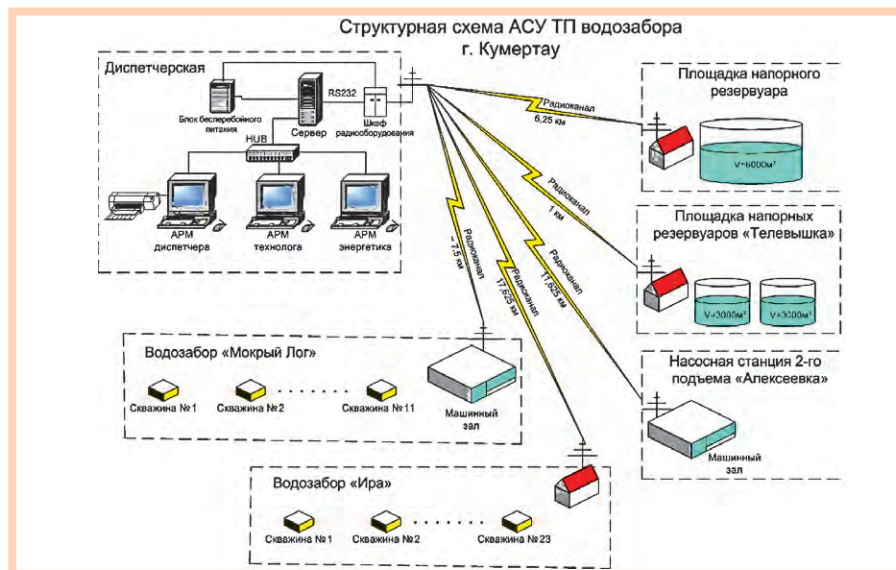 Структурная схема АСУ ТП водозабора
г. Кумертау
Диспетчерская
RS232
Блок бесперебойного
питания
Сервер
Шкаф
радиооборудования
HUB
АРМ
диспетчера
АРМ
технолога
АРМ
энергетика
Радиоканал
6,25 км
Радиоканал
1 км
Радиоканал
11,625 км
Радиоканал
17,625 км
Радиоканал
~ 7,5 км
Площадка напорного
резервуара
V=6000м³
Площадка напорных
резервуаров «Телевышка»
V=3000м³
V=3000м³
Насосная станция 2-го
подъема «Алексеевка»
Машинный
зал
Водозабор «Мокрый Лог»
Скважина №1
Скважина №2
Скважина №11
Машинный
зал
Водозабор «Ира»
Скважина №1
Скважина №2
Скважина №23